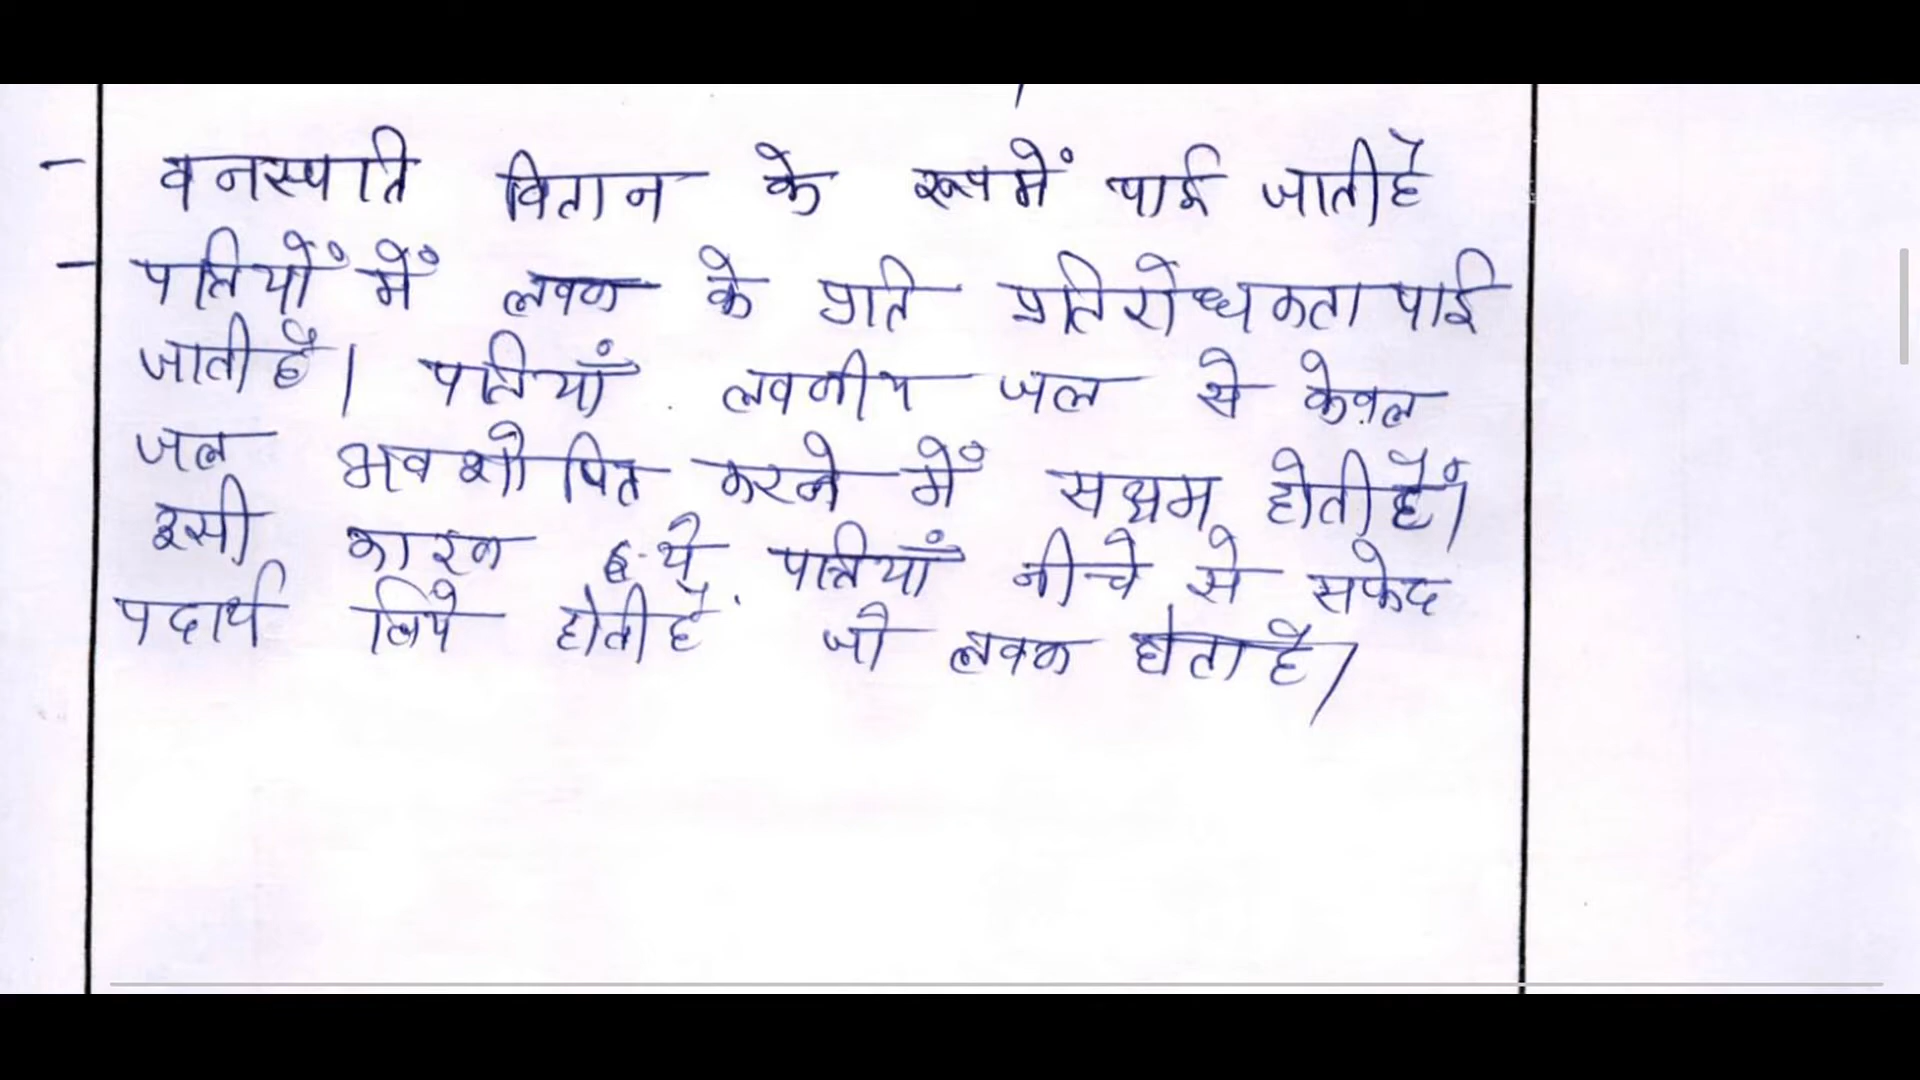 - वनस्पति वितान के रूप में पाई जाती है
- पत्तियों में लवण के प्रति प्रतिरोधकता पाई
जाती है। पत्तियाँ लवणीय जल से केवल
जल अवशोषित करने में सक्षम होती हैं।
इसी कारण ये पत्तियाँ नीचे से सफेद
पदार्थ लिये होती है जो लवण होता है।